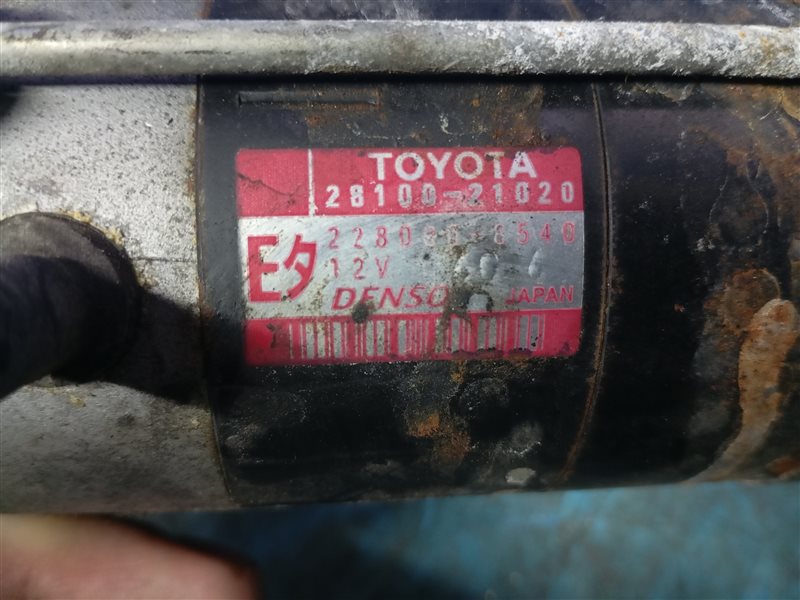 TOYOTA
28100-21020
12V
Eタ
DENSO JAPAN